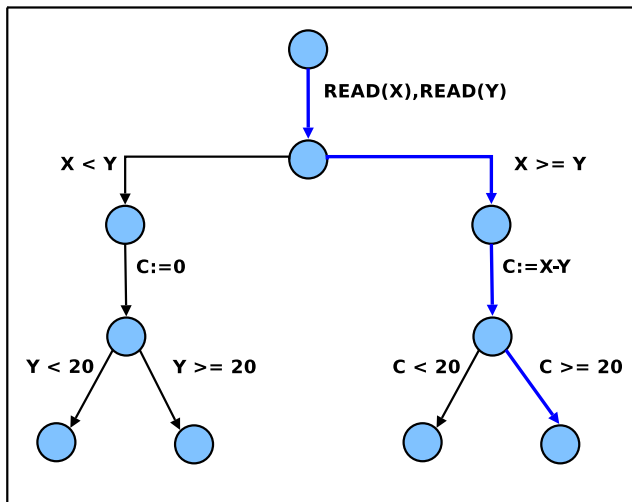 READ(X),READ(Y)
X < Y
X >= Y
C:=0
C:=X-Y
Y < 20
Y >= 20
C < 20
C >= 20